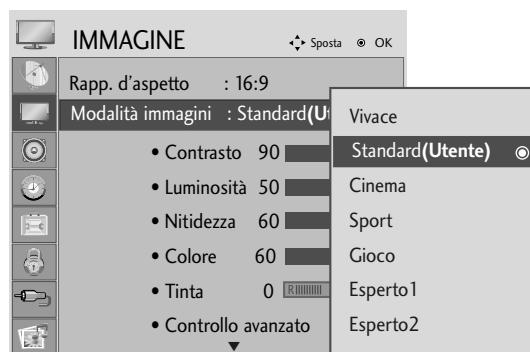 IMMAGINE Sposta OK
Rapp. d'aspetto : 16:9
Modalità immagini : Standard(Ut
• Contrasto 90
• Luminosità 50
• Nitidezza 60
• Colore 60
• Tinta 0 R
• Controllo avanzato
Vivace
Standard(Utente)
Cinema
Sport
Gioco
Esperto1
Esperto2